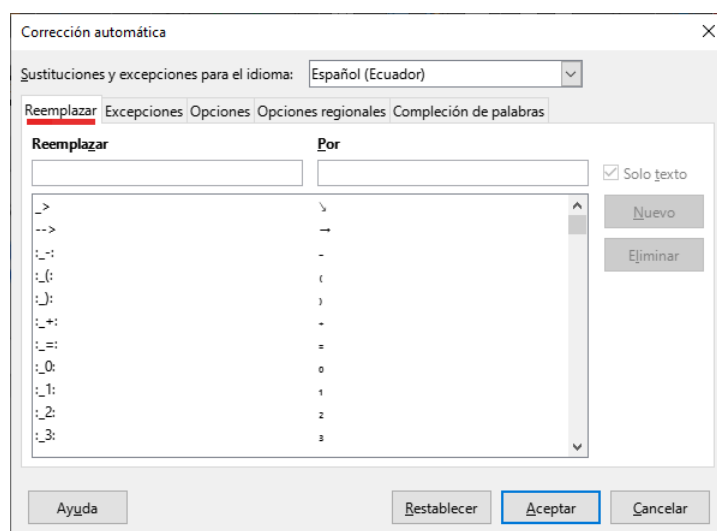 Corrección automática
Sustituciones y excepciones para el idioma: Español (Ecuador)
Reemplazar Excepciones Opciones Opciones regionales Compleción de palabras
Reemplazar Por
Solo texto
_> ↘
Nuevo
--> →
:_-: ₋
Eliminar
:_(: ₍
:_): ₎
:_+: ₊
:_=: ₌
:_0: ₀
:_1: ₁
:_2: ₂
:_3: ₃
Ayuda Restablecer Aceptar Cancelar